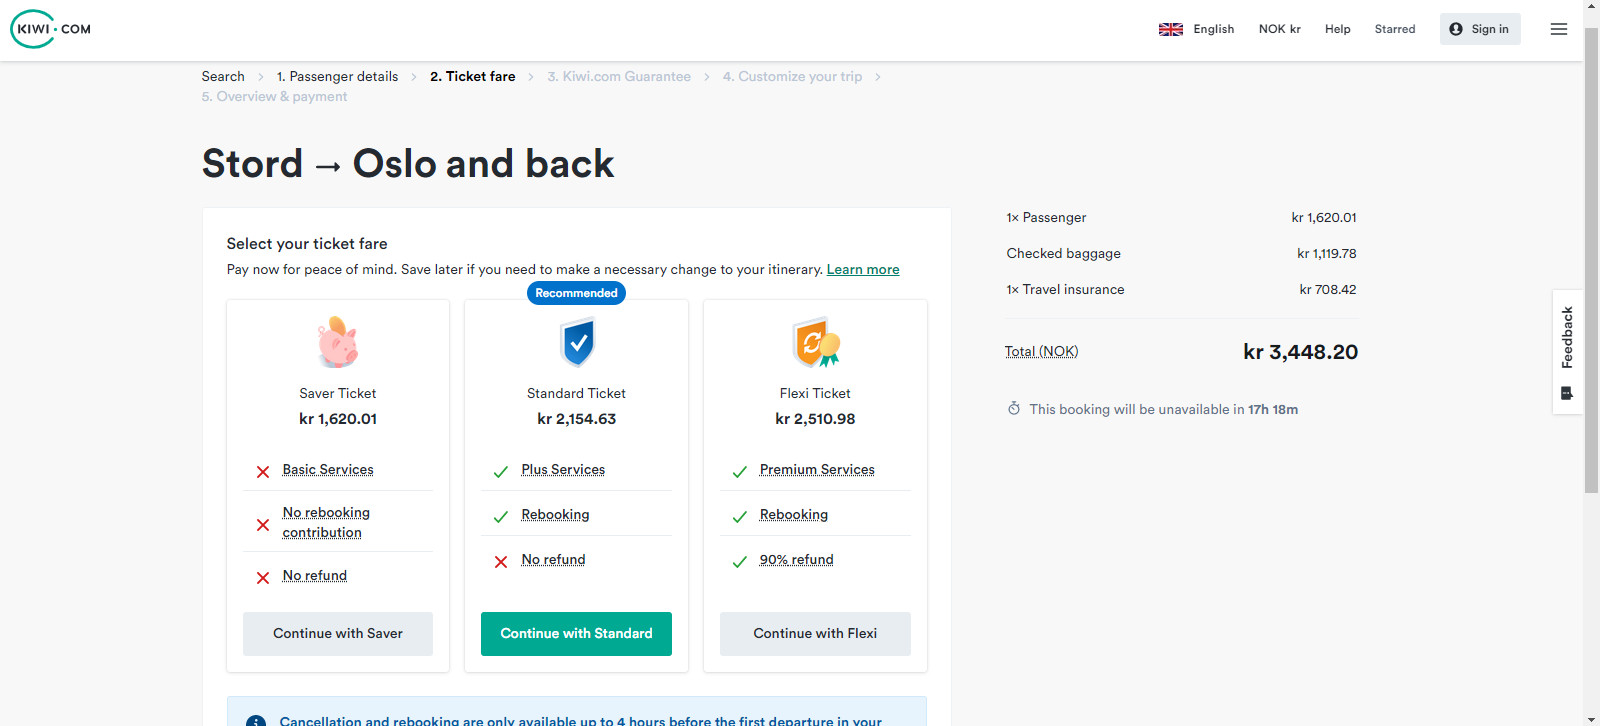 KIWI.COM
English
NOK kr
Help
Starred
Sign in
Search > 1. Passenger details > 2. Ticket fare > 3. Kiwi.com Guarantee > 4. Customize your trip >
5. Overview & payment
Stord → Oslo and back
Select your ticket fare
Pay now for peace of mind. Save later if you need to make a necessary change to your itinerary. Learn more
Saver Ticket
kr 1,620.01
Basic Services
No rebooking
contribution
No refund
Continue with Saver
Recommended
Standard Ticket
kr 2,154.63
Plus Services
Rebooking
No refund
Continue with Standard
Flexi Ticket
kr 2,510.98
Premium Services
Rebooking
90% refund
Continue with Flexi
Cancellation and rebooking are only available up to 4 hours before the first departure in your
1× Passenger kr 1,620.01
Checked baggage kr 1,119.78
1× Travel insurance kr 708.42
Total (NOK) kr 3,448.20
This booking will be unavailable in 17h 18m
Feedback